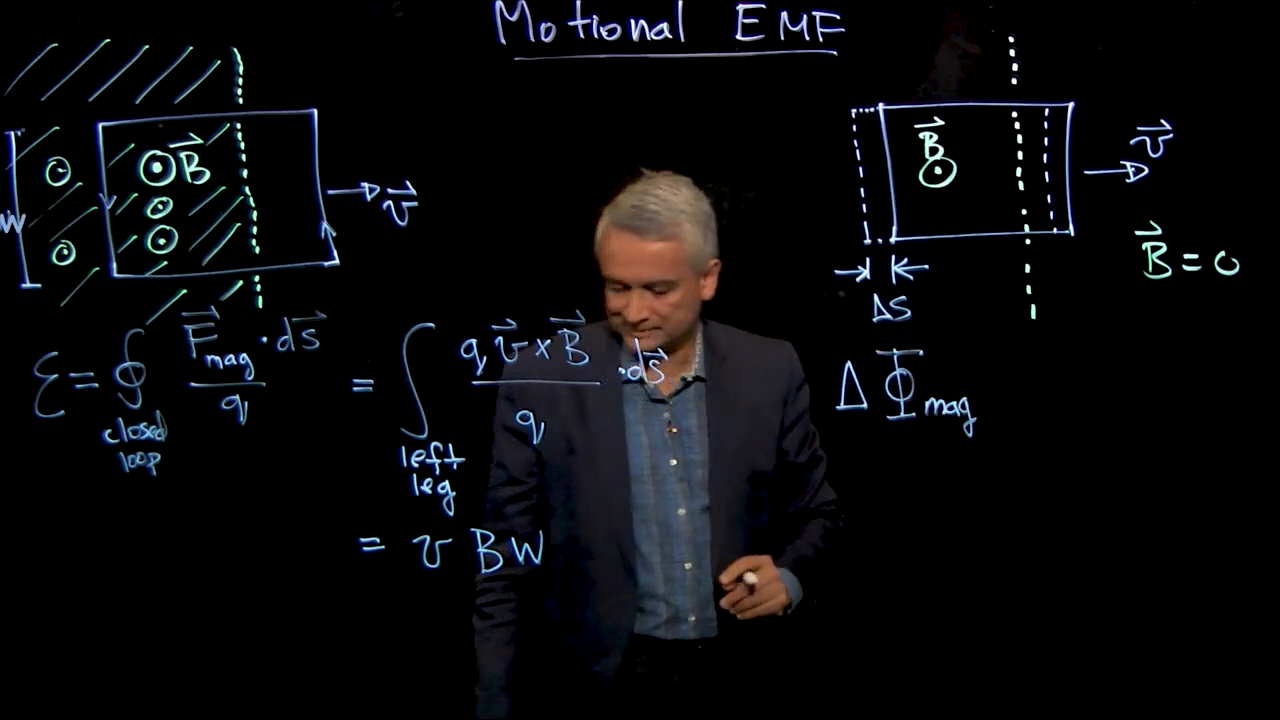 Motional EMF
B⃗
W
v⃗
ℰ = ∮ F⃗mag/q · ds⃗
closed
loop
= ∫ q v⃗ × B⃗/q · ds⃗
left
leg
= v B W
B⃗
v⃗
B⃗ = 0
ΔS
ΔΦmag